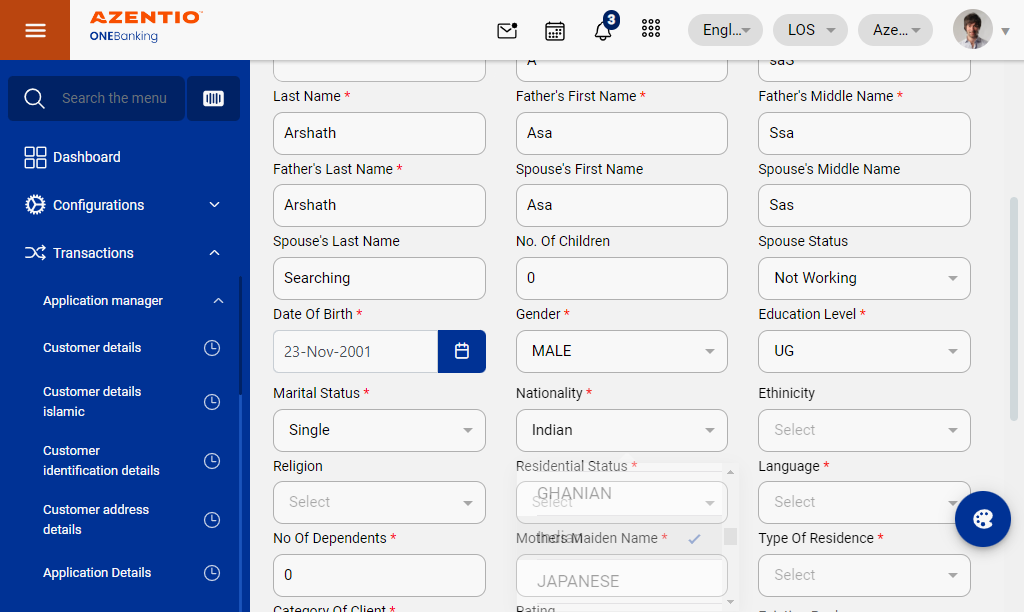 AZENTIO
ONEBanking
3
Engl...
LOS
Aze...
Search the menu
Dashboard
Configurations
Transactions
Application manager
Customer details
Customer details
islamic
Customer
identification details
Customer address
details
Application Details
A
saS
Last Name *
Father's First Name *
Father's Middle Name *
Arshath
Asa
Ssa
Father's Last Name *
Spouse's First Name
Spouse's Middle Name
Arshath
Asa
Sas
Spouse's Last Name
No. Of Children
Spouse Status
Searching
0
Not Working
Date Of Birth *
Gender *
Education Level *
23-Nov-2001
MALE
UG
Marital Status *
Nationality *
Ethinicity
Single
Indian
Select
Religion
Residential Status *
Language *
Select
Select
GHANIAN
Select
No Of Dependents *
Mothers Maiden Name *
Indian
Type Of Residence *
0
JAPANESE
Select
Category Of Client *
Rating